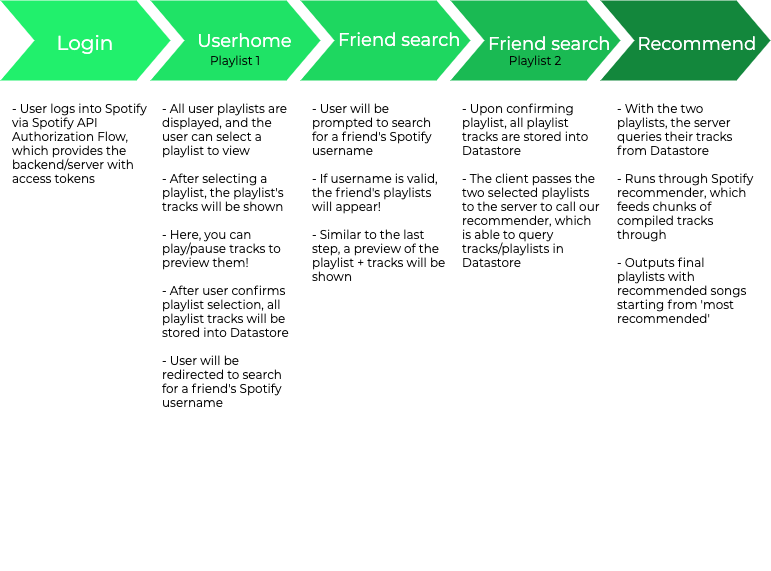 Login
Userhome
Playlist 1
Friend search
Friend search
Playlist 2
Recommend
- User logs into Spotify
via Spotify API
Authorization Flow,
which provides the
backend/server with
access tokens
- All user playlists are
displayed, and the
user can select a
playlist to view
- After selecting a
playlist, the playlist's
tracks will be shown
- Here, you can
play/pause tracks to
preview them!
- After user confirms
playlist selection, all
playlist tracks will be
stored into Datastore
- User will be
redirected to search
for a friend's Spotify
username
- User will be
prompted to search
for a friend's Spotify
username
- If username is valid,
the friend's playlists
will appear!
- Similar to the last
step, a preview of the
playlist + tracks will be
shown
- Upon confirming
playlist, all playlist
tracks are stored into
Datastore
- The client passes the
two selected playlists
to the server to call our
recommender, which
is able to query
tracks/playlists in
Datastore
- With the two
playlists, the server
queries their tracks
from Datastore
- Runs through Spotify
recommender, which
feeds chunks of
compiled tracks
through
- Outputs final
playlists with
recommended songs
starting from 'most
recommended'